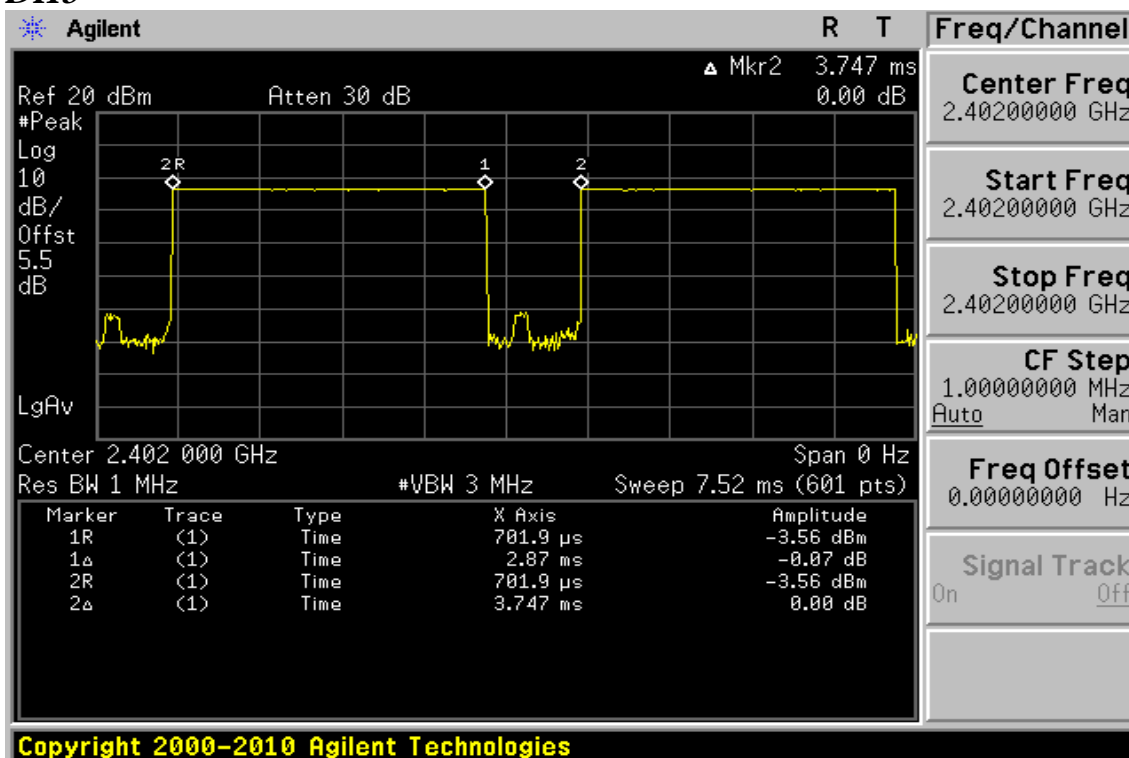 Agilent R T Freq/Channel
▵ Mkr2 3.747 ms
Ref 20 dBm Atten 30 dB 0.00 dB
#Peak
Log
10
dB/
Offst
5.5
dB
LgAv
2R 1 2
Center 2.402 000 GHz Span 0 Hz
Res BW 1 MHz #VBW 3 MHz Sweep 7.52 ms (601 pts)
Marker Trace Type X Axis Amplitude
1R (1) Time 701.9 µs -3.56 dBm
1▵ (1) Time 2.87 ms -0.07 dB
2R (1) Time 701.9 µs -3.56 dBm
2▵ (1) Time 3.747 ms 0.00 dB
Center Freq
2.40200000 GHz
Start Freq
2.40200000 GHz
Stop Freq
2.40200000 GHz
CF Step
1.00000000 MHz
Auto Man
Freq Offset
0.00000000 Hz
Signal Track
On Off
Copyright 2000-2010 Agilent Technologies